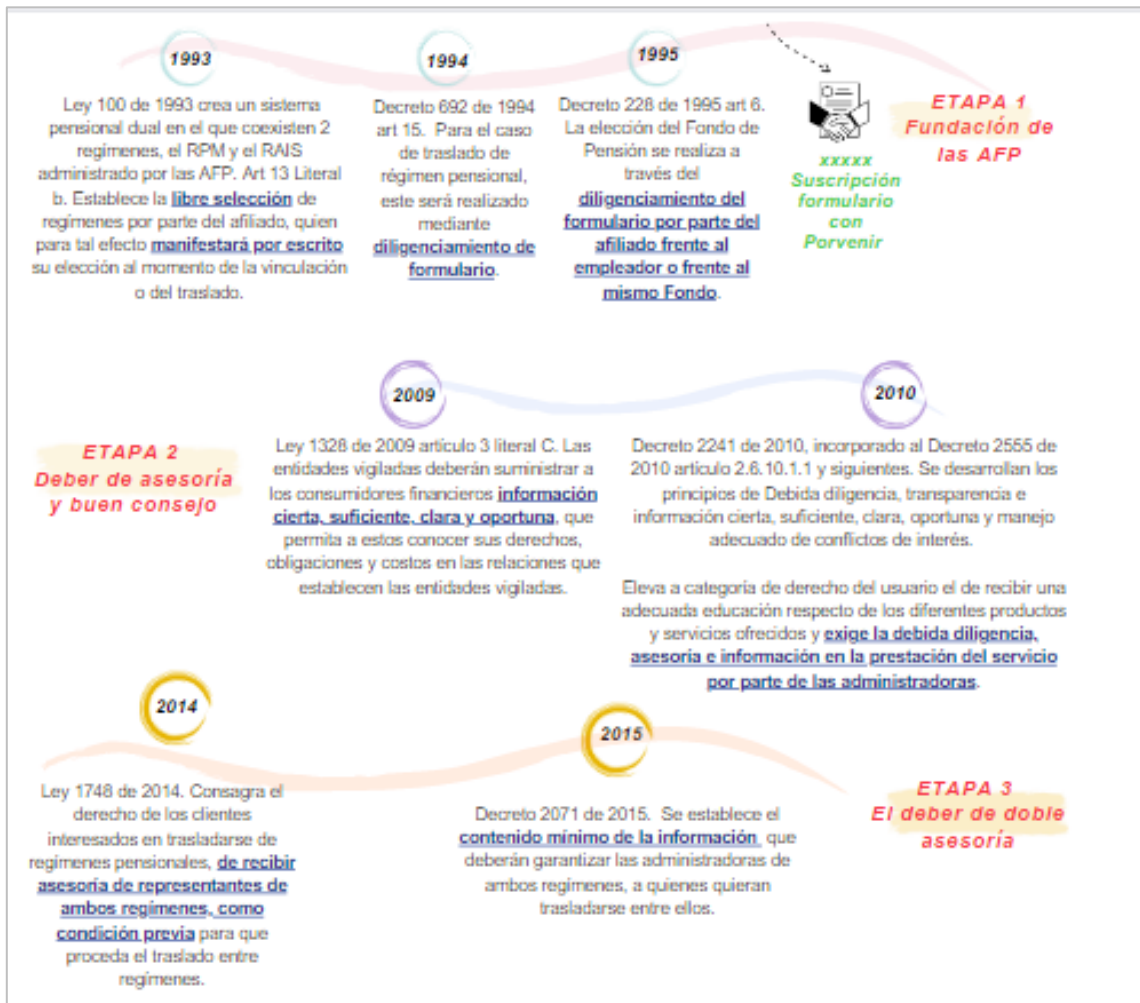 1993
Ley 100 de 1993 crea un sistema
pensional dual en el que coexisten 2
regímenes, el RPM y el RAIS
administrado por las AFP. Art 13 Literal
b. Establece la libre selección de
regímenes por parte del afiliado, quien
para tal efecto manifestará por escrito
su elección al momento de la vinculación
o del traslado.
1994
Decreto 692 de 1994
art 15. Para el caso
de traslado de
régimen pensional,
este será realizado
mediante
diligenciamiento de
formulario.
1995
Decreto 228 de 1995 art 6.
La elección del Fondo de
Pensión se realiza a
través del
diligenciamiento del
formulario por parte del
afiliado frente al
empleador o frente al
mismo Fondo.
xxxxx
Suscripción
formulario
con
Porvenir
ETAPA 1
Fundación de
las AFP
ETAPA 2
Deber de asesoría
y buen consejo
2009
Ley 1328 de 2009 artículo 3 literal C. Las
entidades vigiladas deberán suministrar a
los consumidores financieros información
cierta, suficiente, clara y oportuna, que
permita a estos conocer sus derechos,
obligaciones y costos en las relaciones que
establecen las entidades vigiladas.
2010
Decreto 2241 de 2010, incorporado al Decreto 2555 de
2010 artículo 2.6.10.1.1 y siguientes. Se desarrollan los
principios de Debida diligencia, transparencia e
información cierta, suficiente, clara, oportuna y manejo
adecuado de conflictos de interés.
Eleva a categoría de derecho del usuario el de recibir una
adecuada educación respecto de los diferentes productos
y servicios ofrecidos y exige la debida diligencia,
asesoría e información en la prestación del servicio
por parte de las administradoras.
2014
Ley 1748 de 2014. Consagra el
derecho de los clientes
interesados en trasladarse de
regímenes pensionales, de recibir
asesoría de representantes de
ambos regímenes, como
condición previa para que
proceda el traslado entre
regímenes.
2015
Decreto 2071 de 2015. Se establece el
contenido mínimo de la información que
deberán garantizar las administradoras de
ambos regímenes, a quienes quieran
trasladarse entre ellos.
ETAPA 3
El deber de doble
asesoría